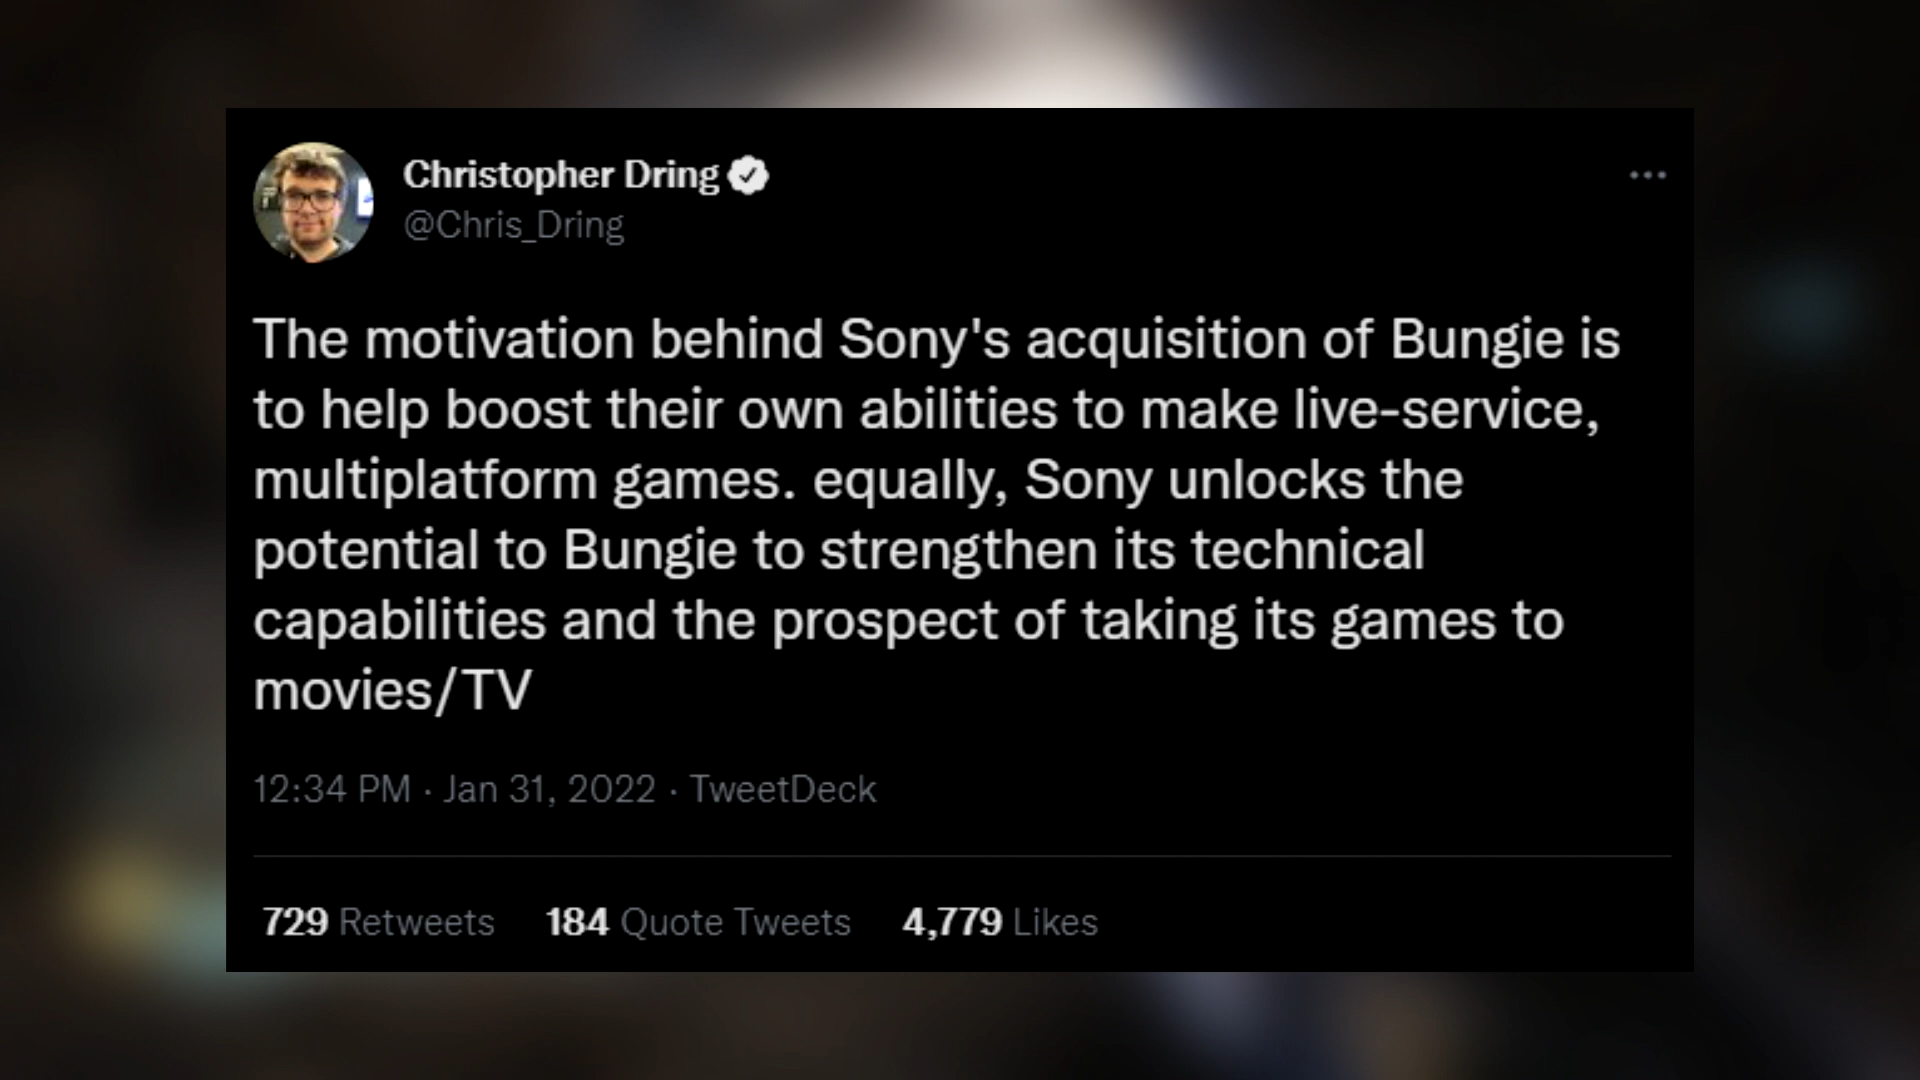 Christopher Dring
@Chris_Dring
The motivation behind Sony's acquisition of Bungie is
to help boost their own abilities to make live-service,
multiplatform games. equally, Sony unlocks the
potential to Bungie to strengthen its technical
capabilities and the prospect of taking its games to
movies/TV
12:34 PM · Jan 31, 2022 · TweetDeck
729 Retweets 184 Quote Tweets 4,779 Likes